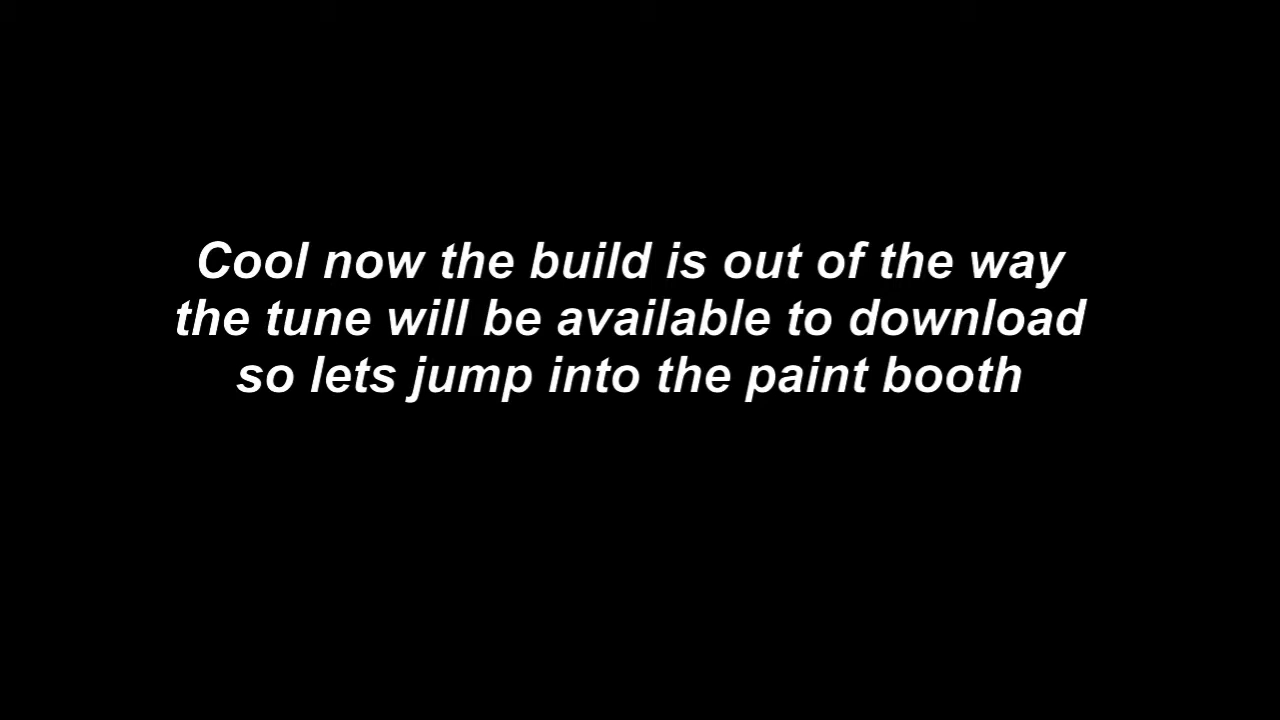 Cool now the build is out of the way
the tune will be available to download
so lets jump into the paint booth